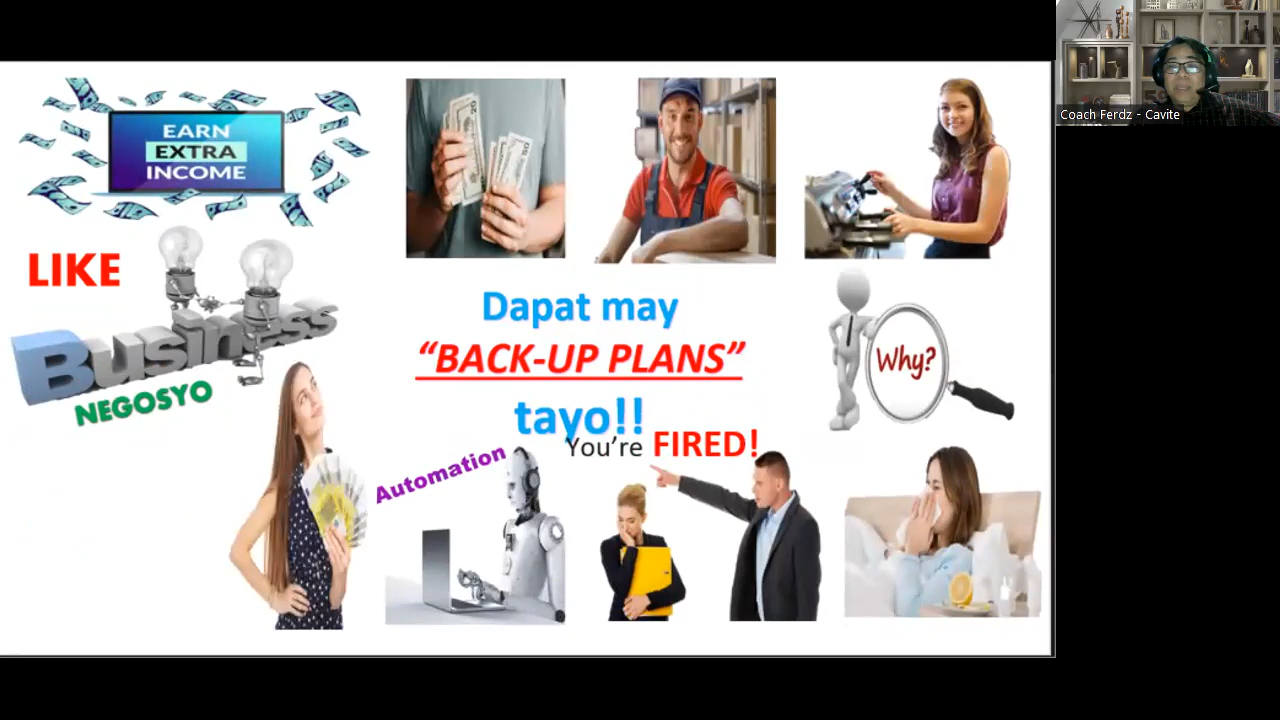 EARN
EXTRA
INCOME
LIKE
Business
NEGOSYO
Dapat may
“BACK-UP PLANS”
tayo!!
Why?
You’re FIRED!
Automation
Coach Ferdz - Cavite